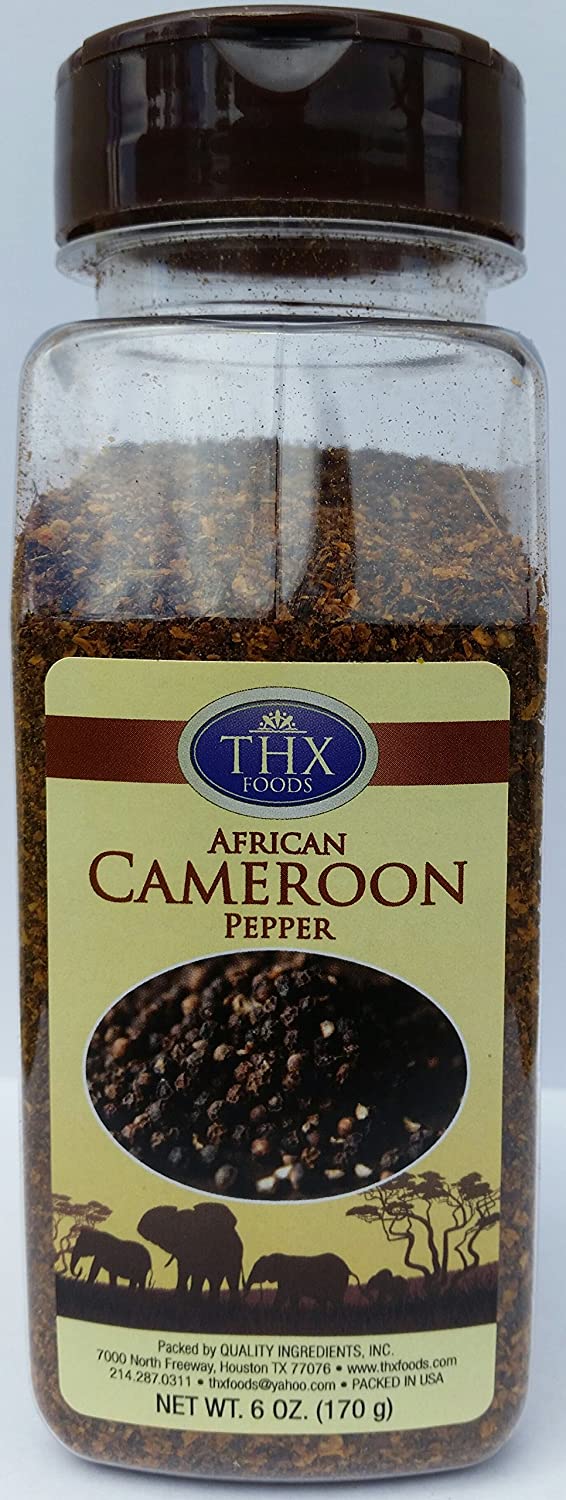 THX
FOODS
AFRICAN
CAMEROON
PEPPER
Packed by QUALITY INGREDIENTS, INC.
7000 North Freeway, Houston TX 77076 • www.thxfoods.com
214.287.0311 • thxfoods@yahoo.com • PACKED IN USA
NET WT. 6 OZ. (170 g)